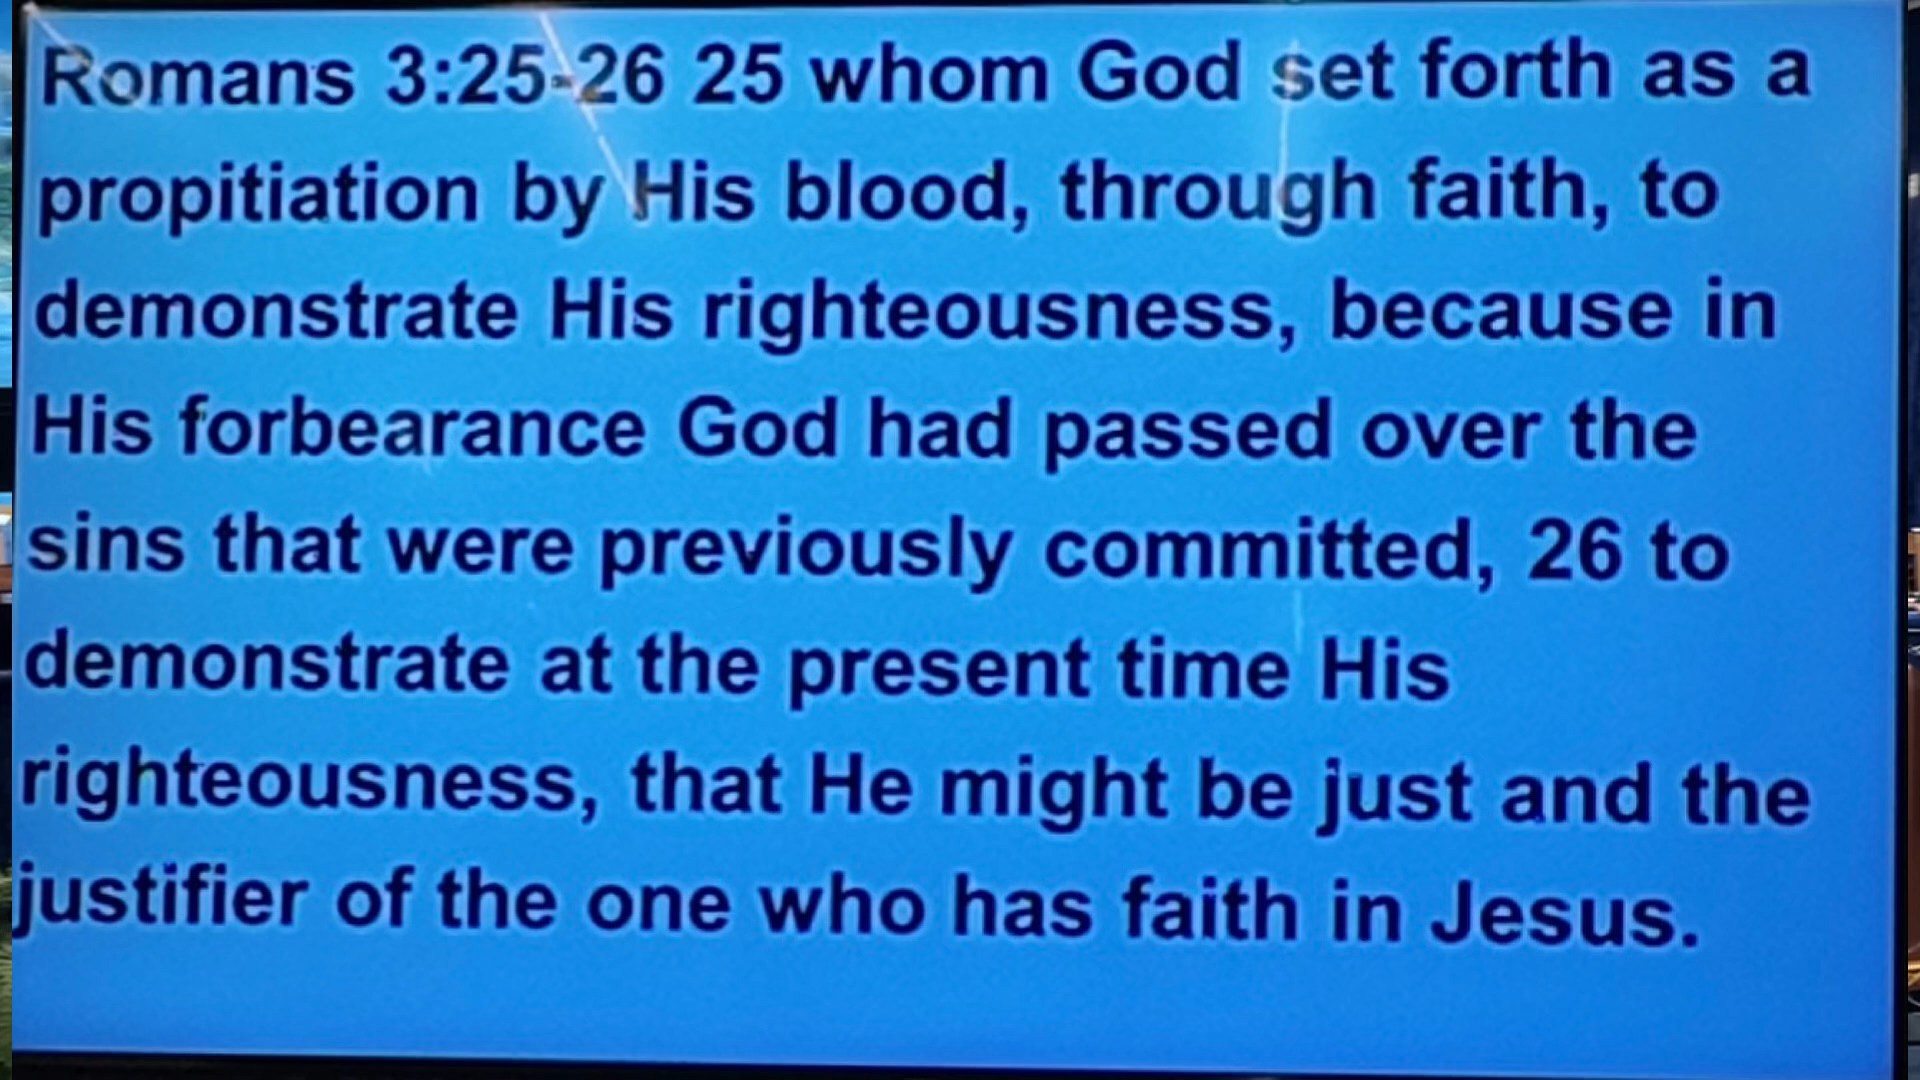 Romans 3:25-26 25 whom God set forth as a
propitiation by His blood, through faith, to
demonstrate His righteousness, because in
His forbearance God had passed over the
sins that were previously committed, 26 to
demonstrate at the present time His
righteousness, that He might be just and the
justifier of the one who has faith in Jesus.